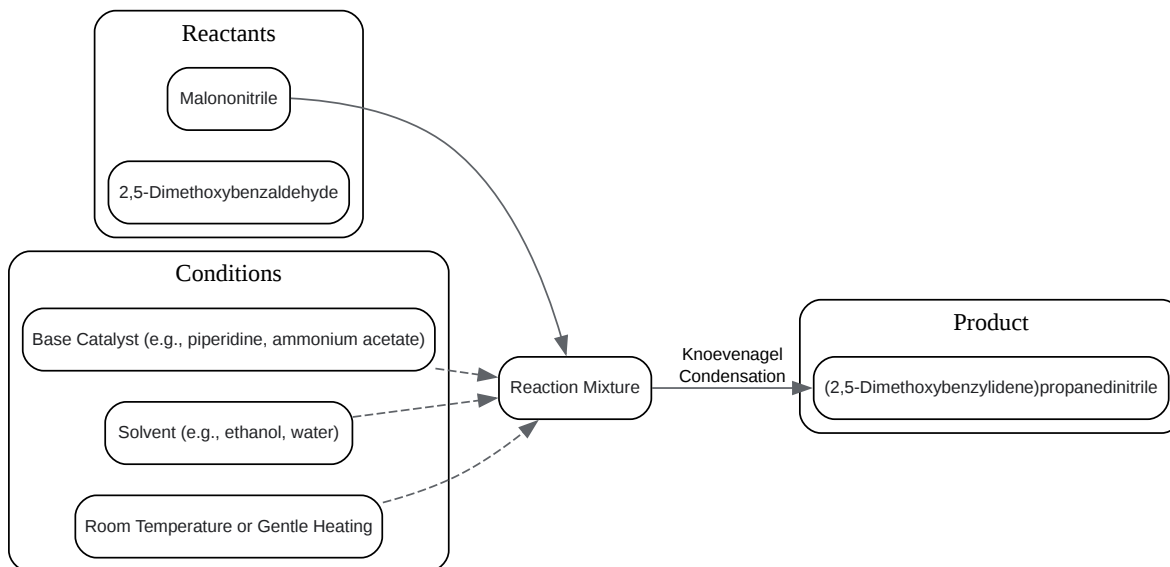 Reactants
Malononitrile
2,5-Dimethoxybenzaldehyde
Conditions
Base Catalyst (e.g., piperidine, ammonium acetate)
Solvent (e.g., ethanol, water)
Room Temperature or Gentle Heating
Reaction Mixture
Knoevenagel
Condensation
Product
(2,5-Dimethoxybenzylidene)propanedinitrile